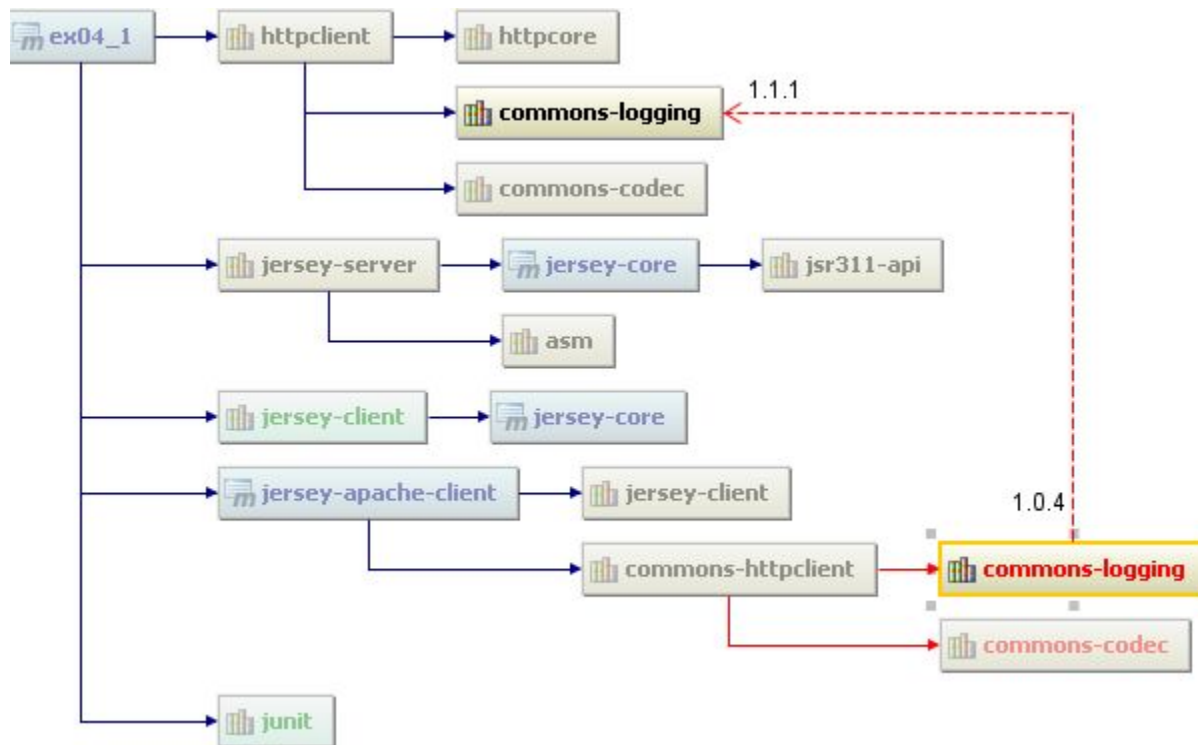 ex04_1
httpclient
httpcore
commons-logging
1.1.1
commons-codec
jersey-server
jersey-core
jsr311-api
asm
jersey-client
jersey-core
jersey-apache-client
jersey-client
1.0.4
commons-httpclient
commons-logging
commons-codec
junit